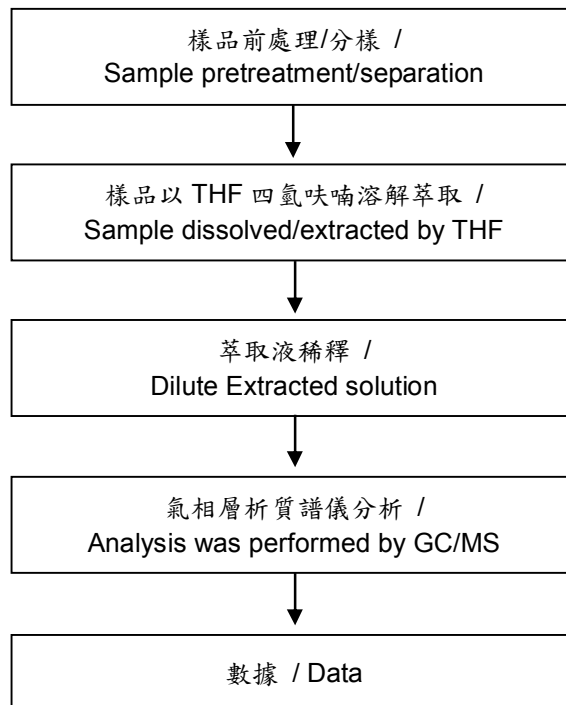 樣品前處理/分樣 /
Sample pretreatment/separation
樣品以 THF 四氫呋喃溶解萃取 /
Sample dissolved/extracted by THF
萃取液稀釋 /
Dilute Extracted solution
氣相層析質譜儀分析 /
Analysis was performed by GC/MS
數據 / Data